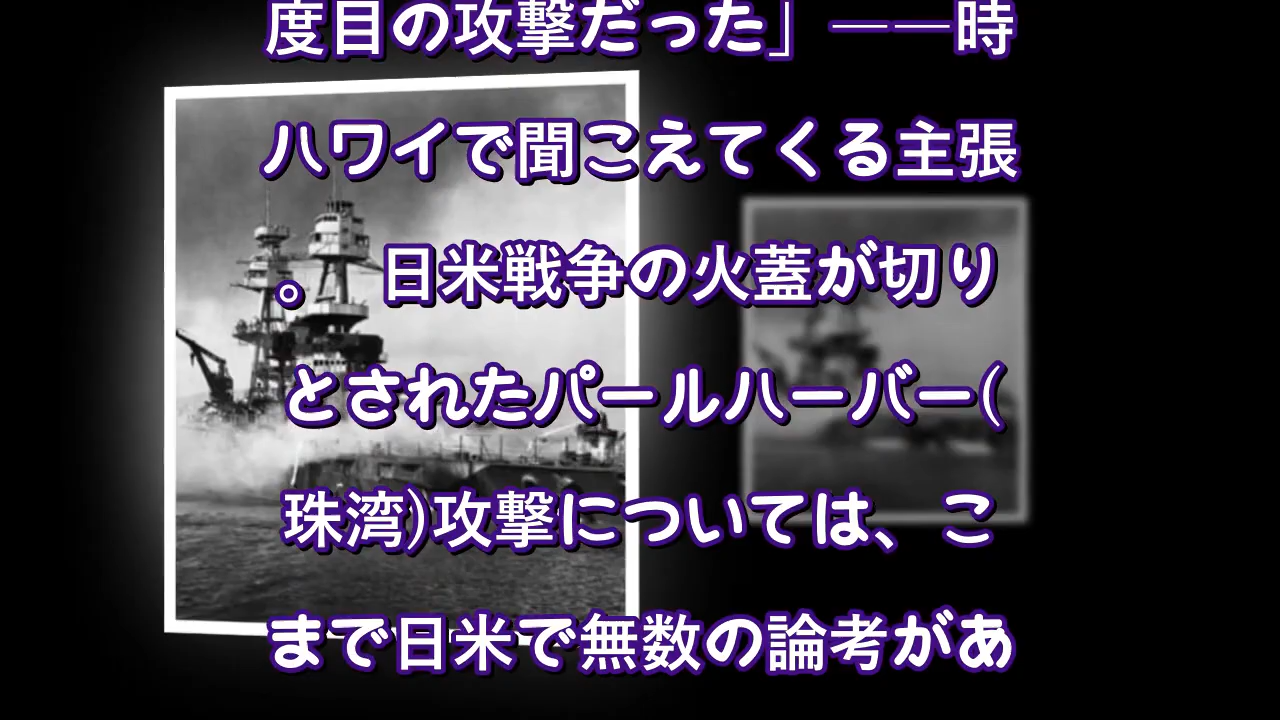 度目の攻撃だった」――時
ハワイで聞こえてくる主張
。　日米戦争の火蓋が切り
とされたパールハーバー(
珠湾)攻撃については、こ
まで日米で無数の論考があ